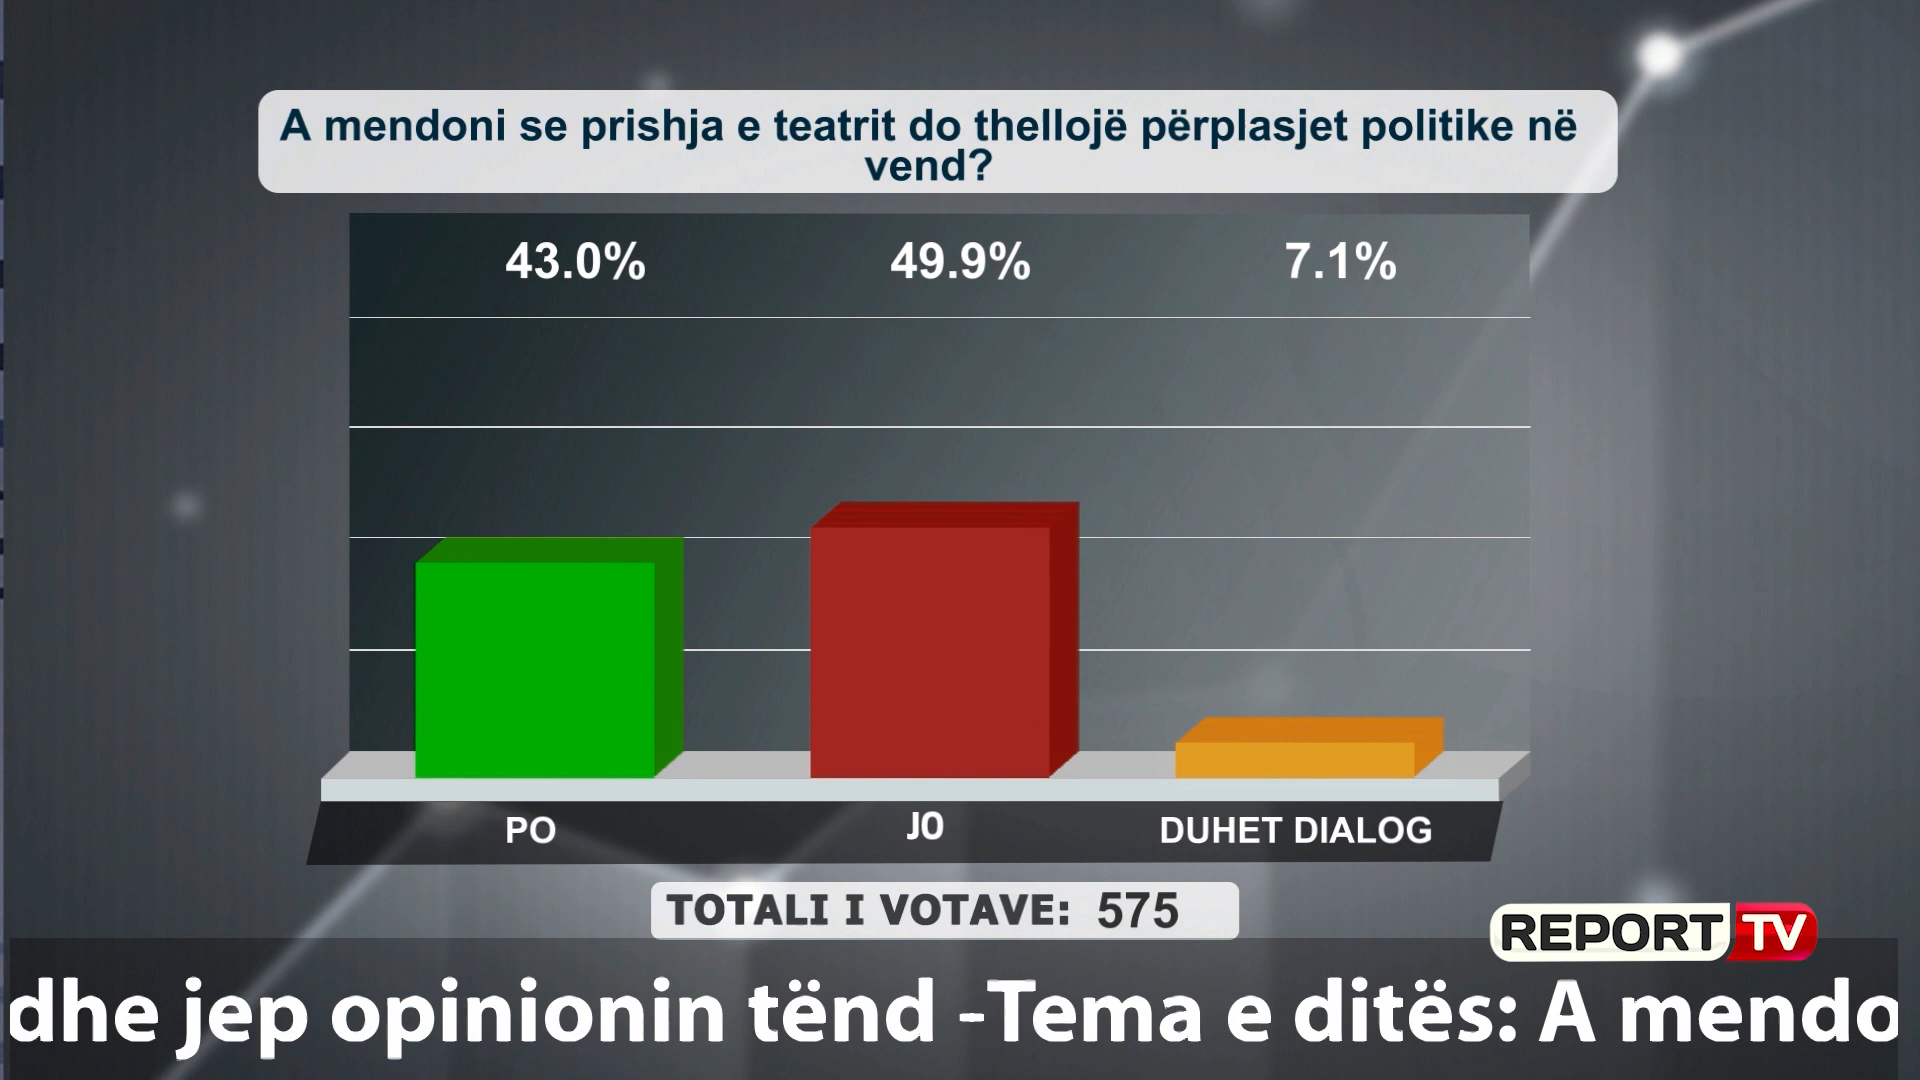 A mendoni se prishja e teatrit do thellojë përplasjet politike në
vend?
43.0% 49.9% 7.1%
PO JO DUHET DIALOG
TOTALI I VOTAVE: 575
REPORT TV
dhe jep opinionin tënd -Tema e ditës: A mendo